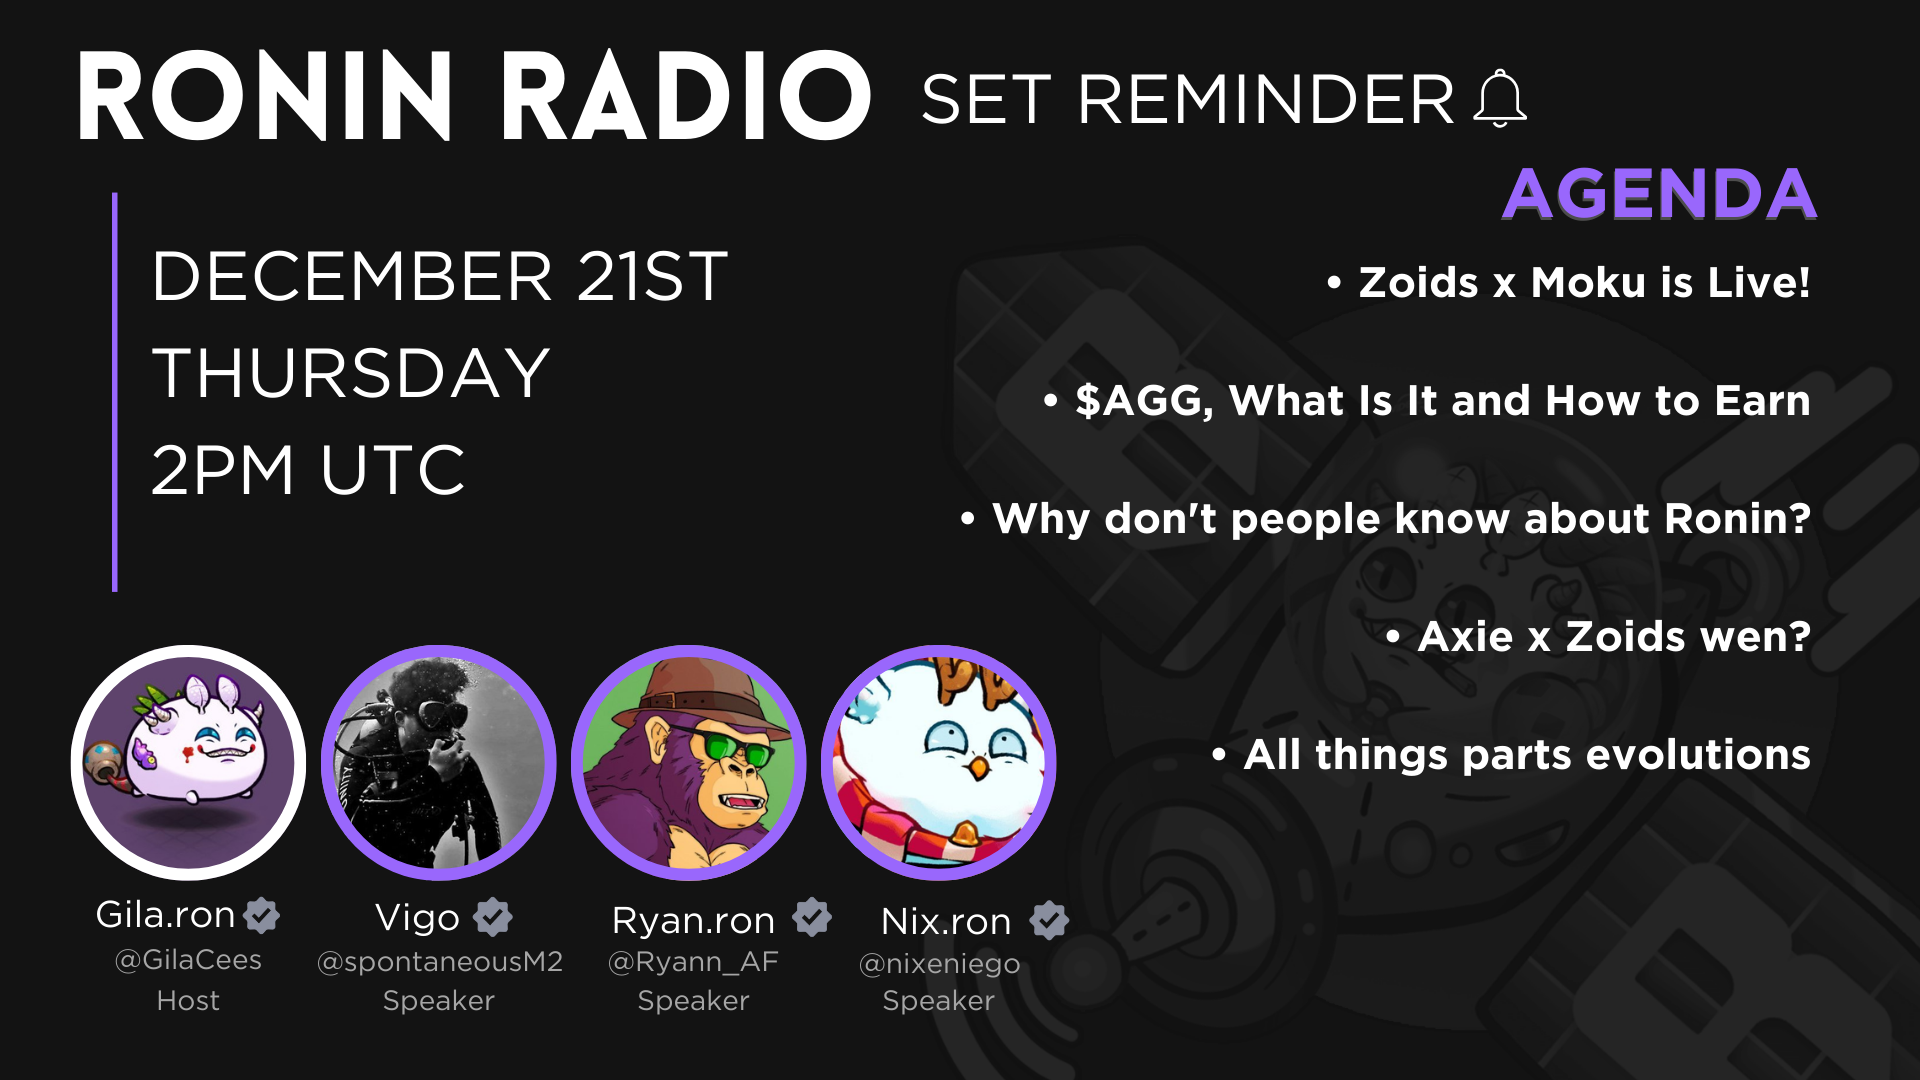 RONIN RADIO
SET REMINDER
DECEMBER 21ST
THURSDAY
2PM UTC
AGENDA
• Zoids x Moku is Live!
• $AGG, What Is It and How to Earn
• Why don't people know about Ronin?
• Axie x Zoids wen?
• All things parts evolutions
Gila.ron
@GilaCees
Host
Vigo
@spontaneousM2
Speaker
Ryan.ron
@Ryann_AF
Speaker
Nix.ron
@nixeniego
Speaker